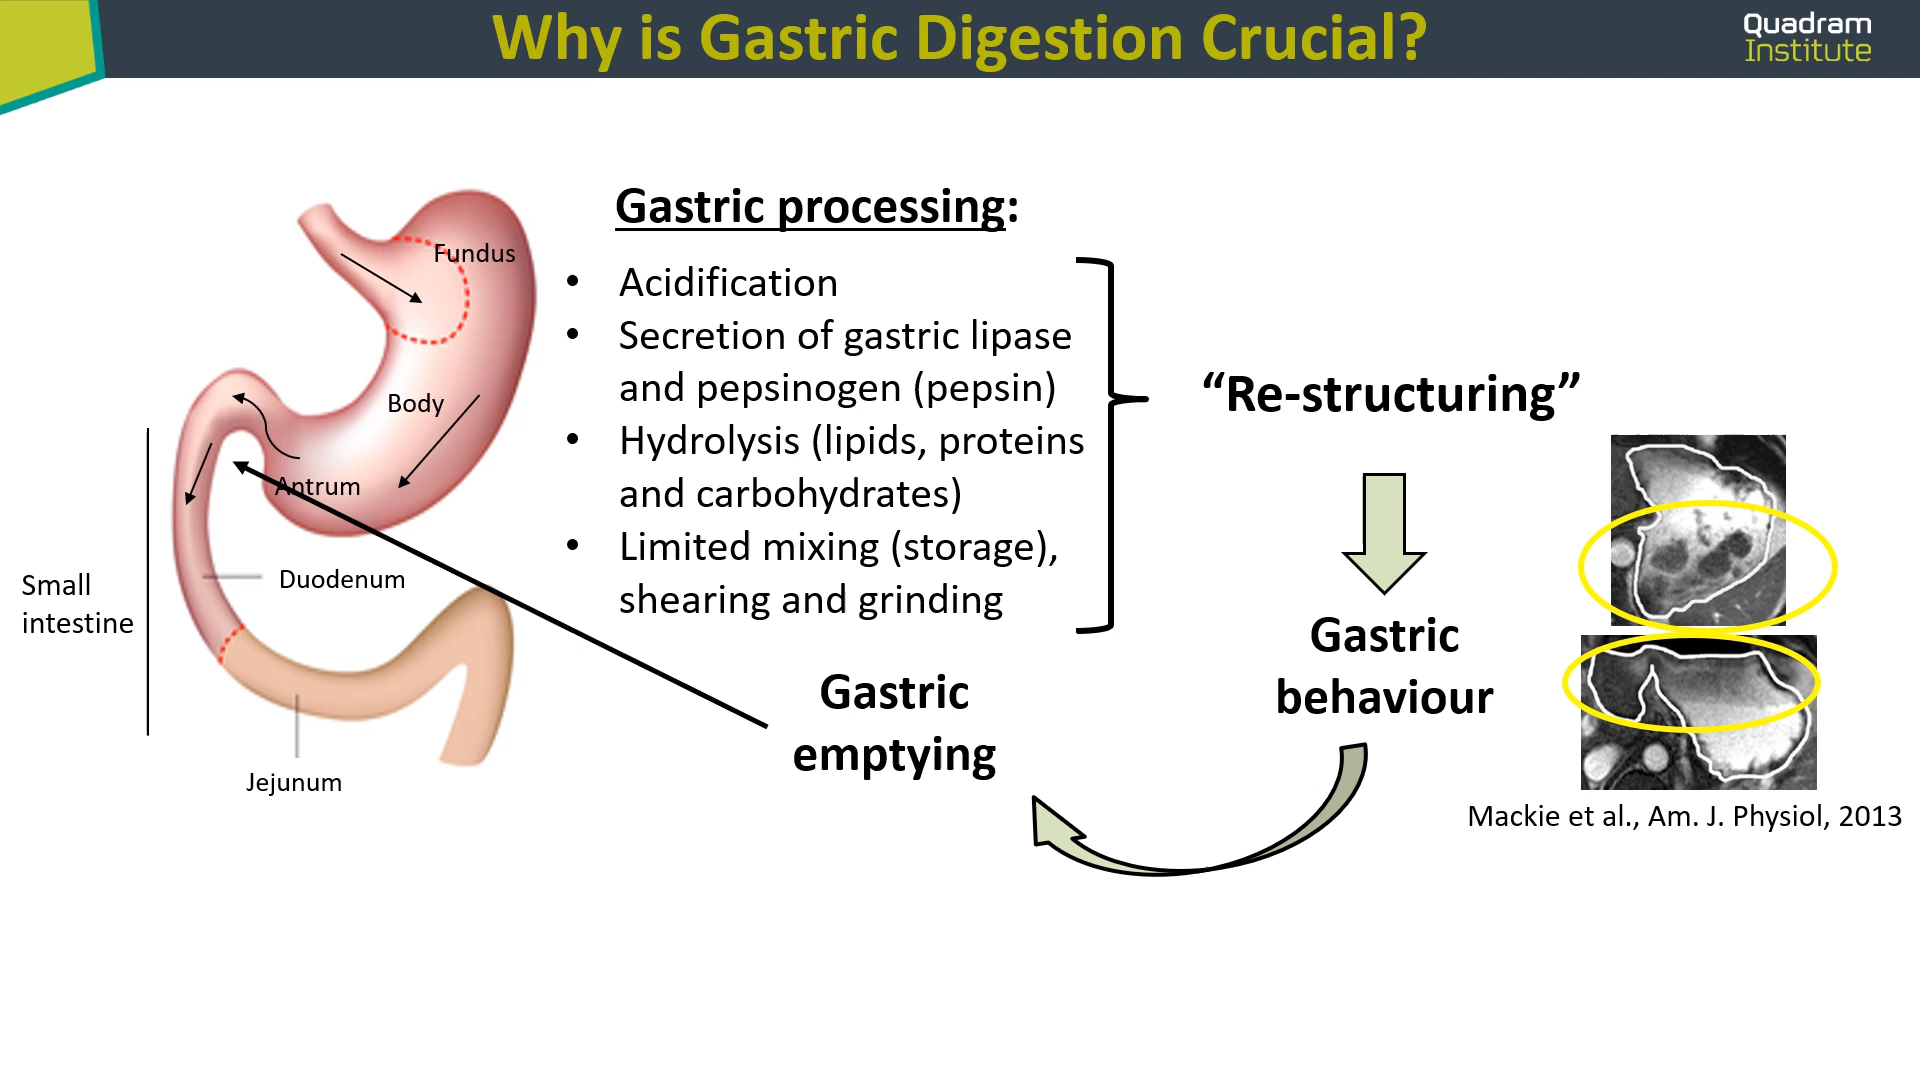 Why is Gastric Digestion Crucial?
Quadram
Institute
Gastric processing:
• Acidification
• Secretion of gastric lipase
and pepsinogen (pepsin)
• Hydrolysis (lipids, proteins
and carbohydrates)
• Limited mixing (storage),
shearing and grinding
Fundus
Body
Antrum
Duodenum
Small
intestine
Jejunum
“Re-structuring”
Gastric
behaviour
Gastric
emptying
Mackie et al., Am. J. Physiol, 2013